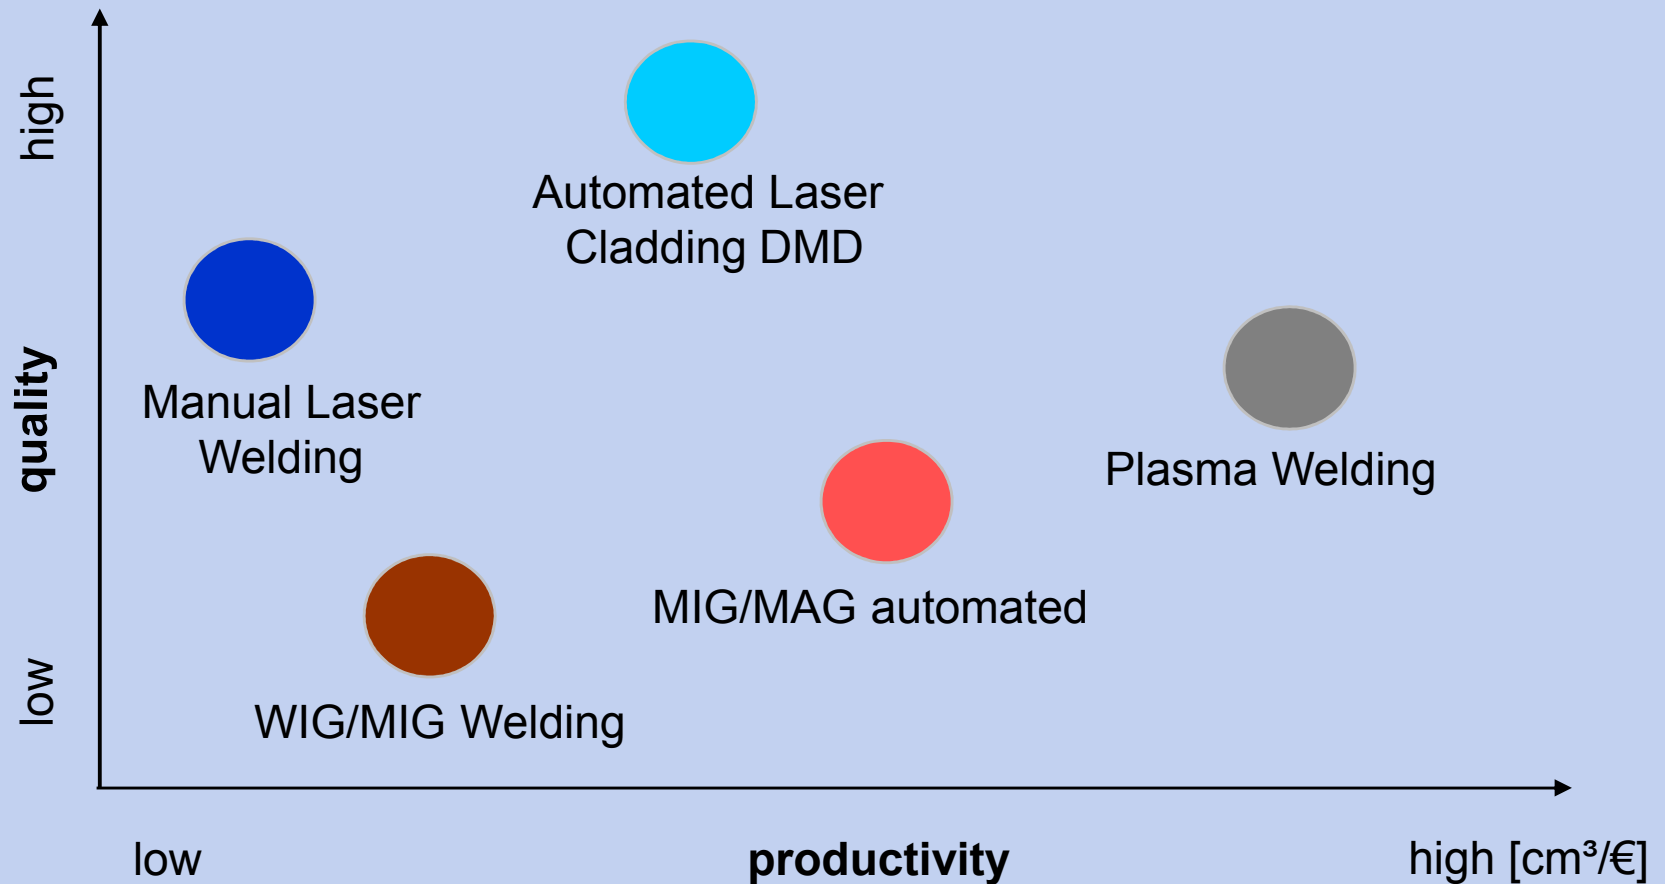 high
Automated Laser
Cladding DMD
Manual Laser
Welding
quality
Plasma Welding
MIG/MAG automated
low
WIG/MIG Welding
low
productivity
high [cm³/€]